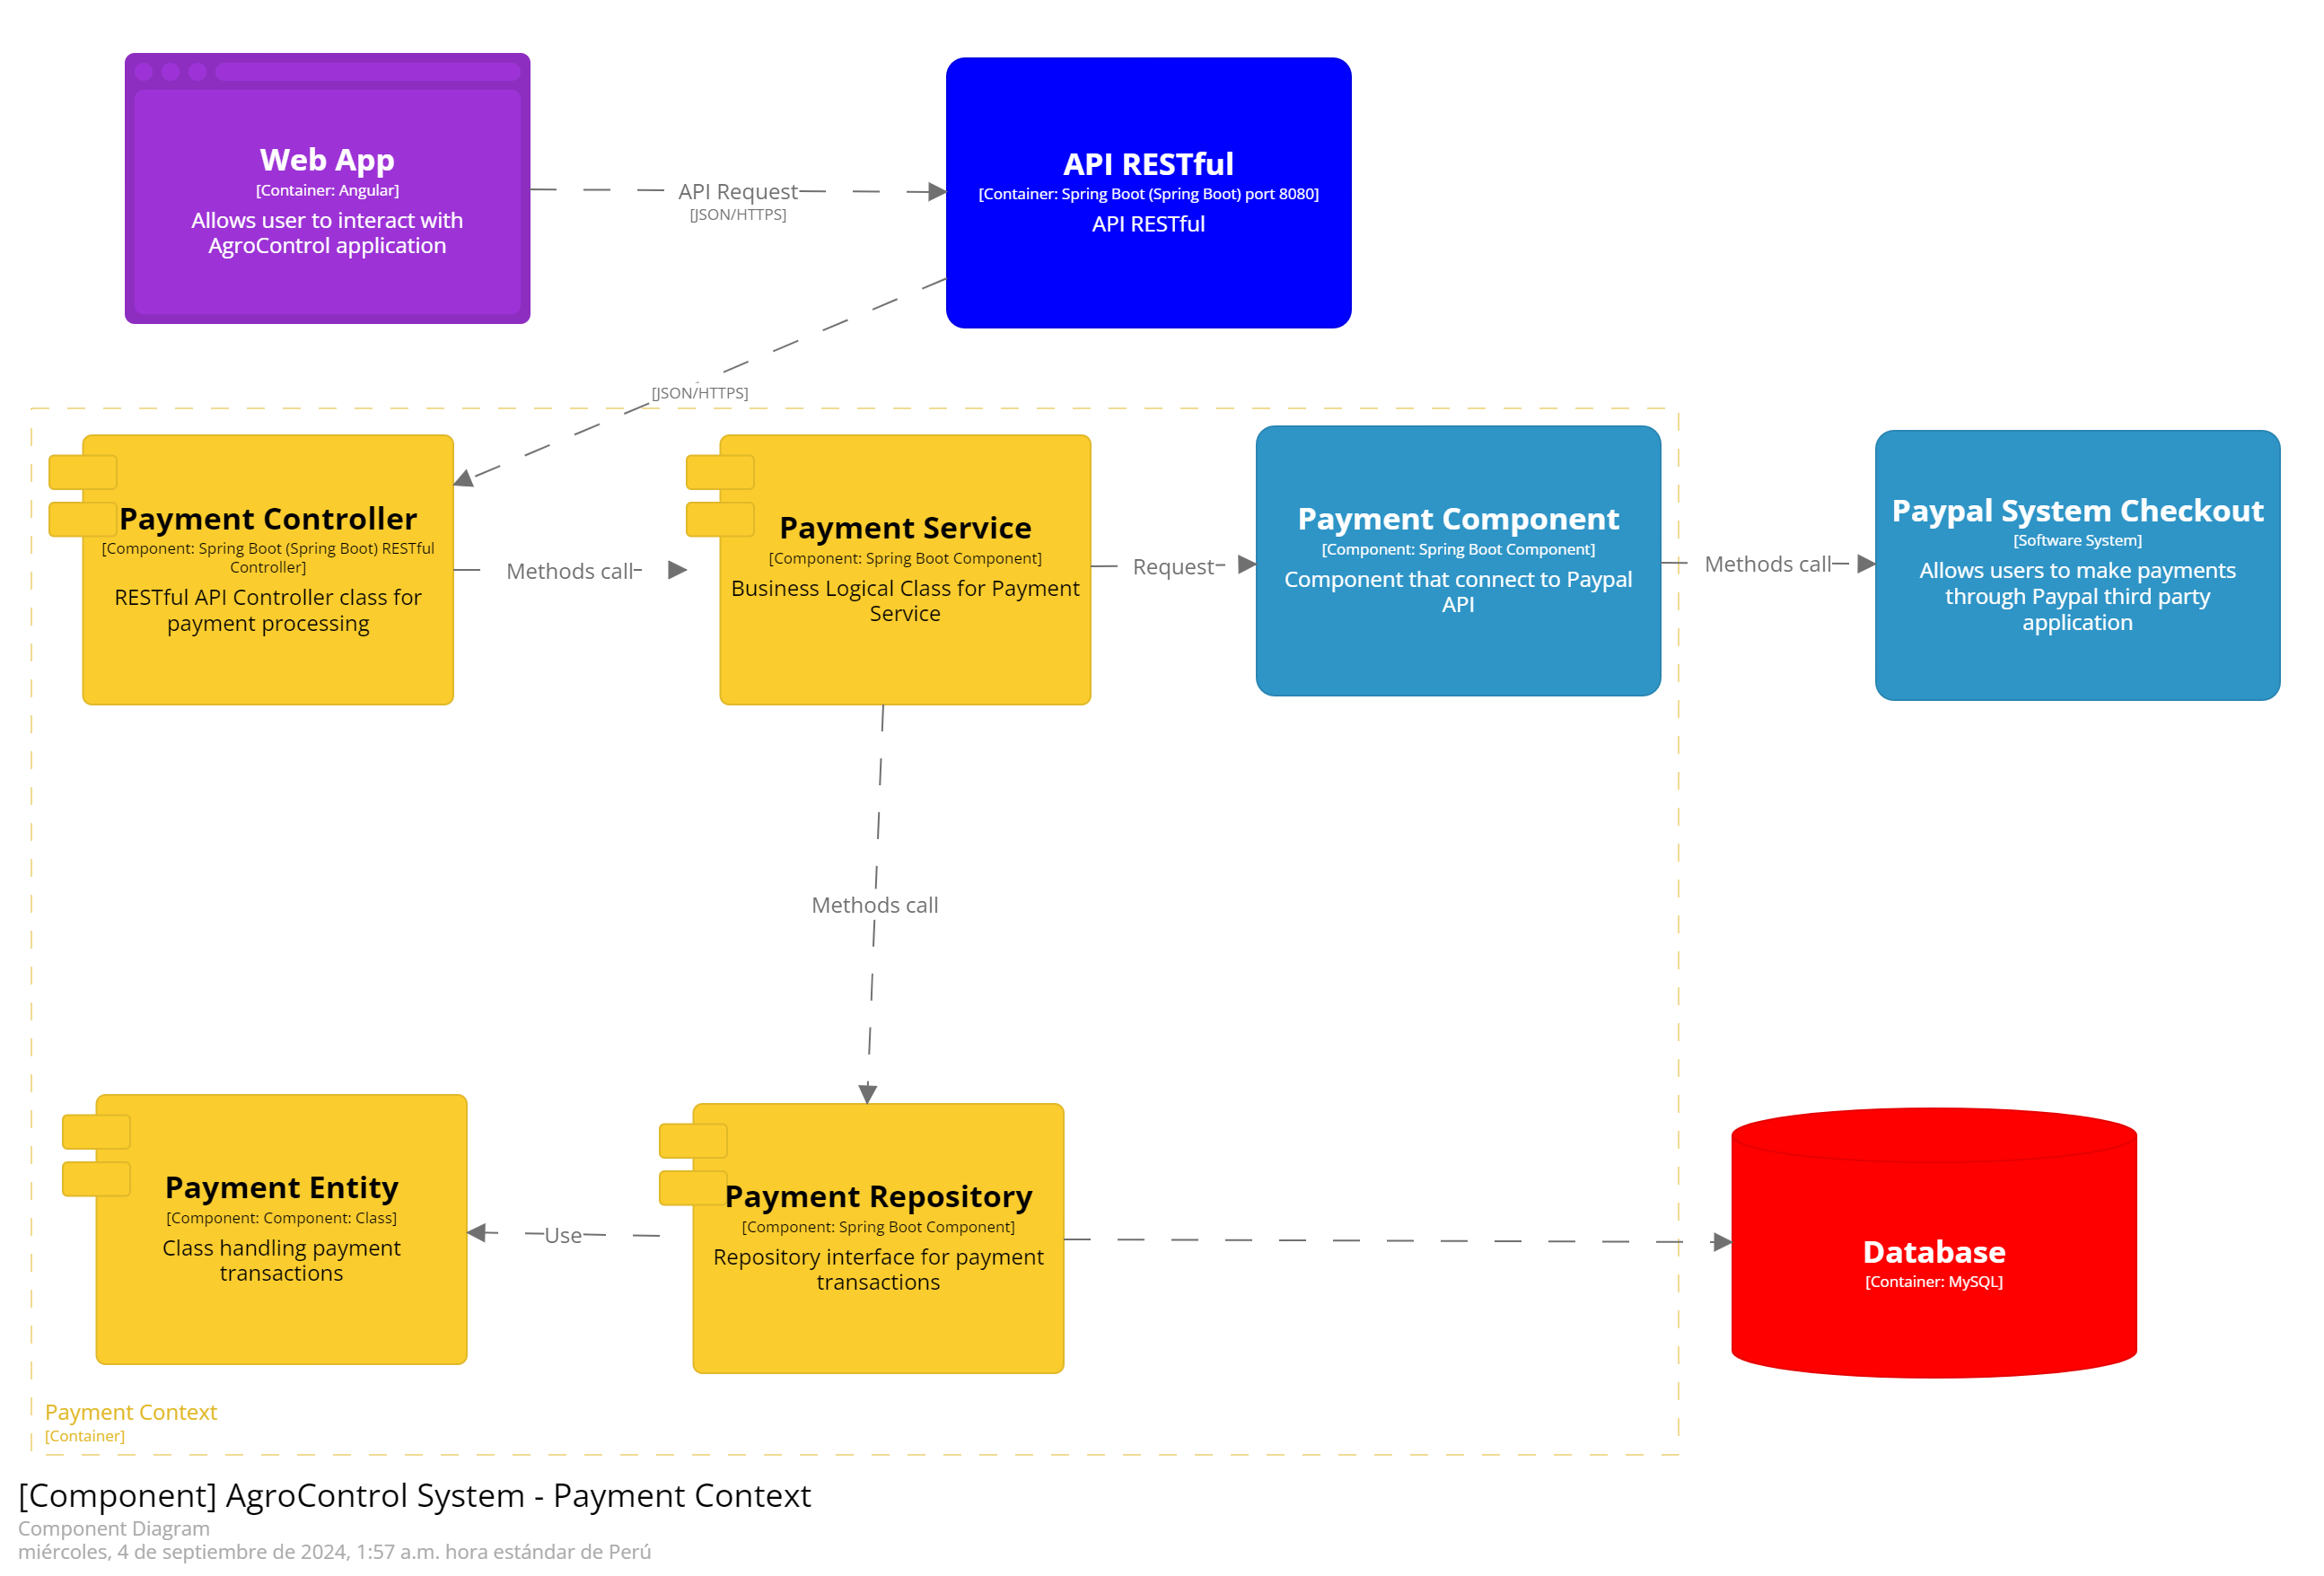 Web App
[Container: Angular]
Allows user to interact with
AgroControl application
API Request
[JSON/HTTPS]
API RESTful
[Container: Spring Boot (Spring Boot) port 8080]
API RESTful
[JSON/HTTPS]
Payment Controller
[Component: Spring Boot (Spring Boot) RESTful
Controller]
RESTful API Controller class for
payment processing
Methods call
Payment Service
[Component: Spring Boot Component]
Business Logical Class for Payment
Service
Request
Payment Component
[Component: Spring Boot Component]
Component that connect to Paypal
API
Methods call
Paypal System Checkout
[Software System]
Allows users to make payments
through Paypal third party
application
Methods call
Payment Entity
[Component: Component: Class]
Class handling payment
transactions
Use
Payment Repository
[Component: Spring Boot Component]
Repository interface for payment
transactions
Database
[Container: MySQL]
Payment Context
[Container]
[Component] AgroControl System - Payment Context
Component Diagram
miércoles, 4 de septiembre de 2024, 1:57 a.m. hora estándar de Perú